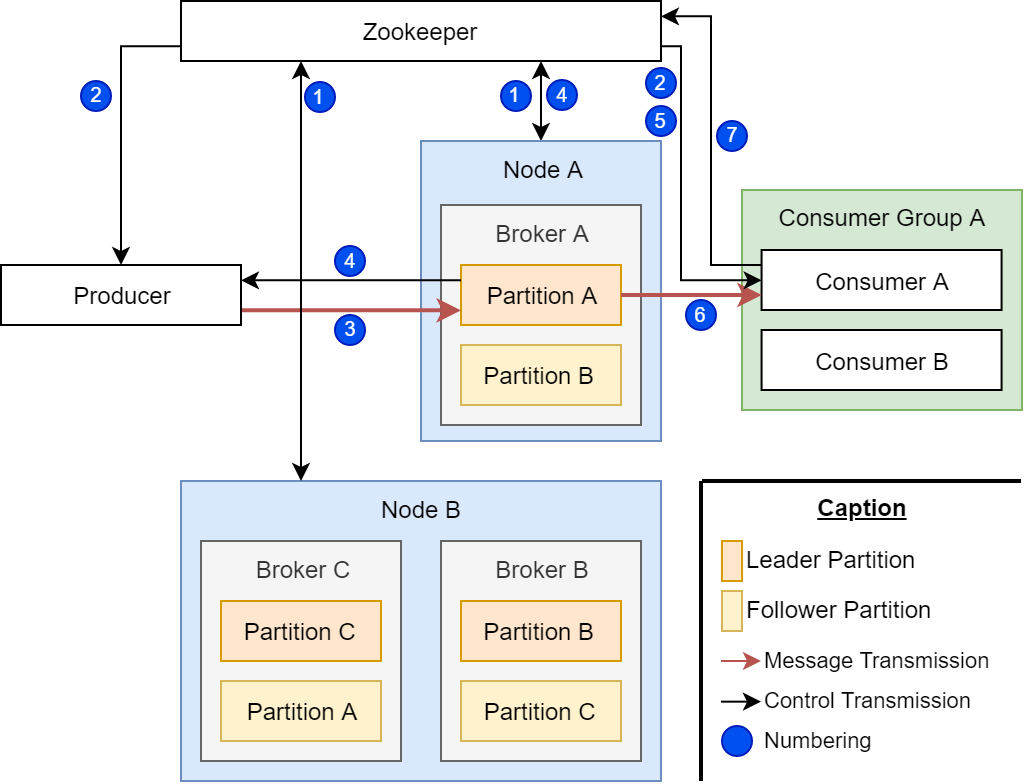 Zookeeper
2
1
1
4
2
5
7
Node A
Consumer Group A
Broker A
Consumer A
Producer
4
Partition A
3
6
Partition B
Consumer B
Node B
Broker C
Broker B
Partition C
Partition B
Partition A
Partition C
Caption
Leader Partition
Follower Partition
Message Transmission
Control Transmission
Numbering